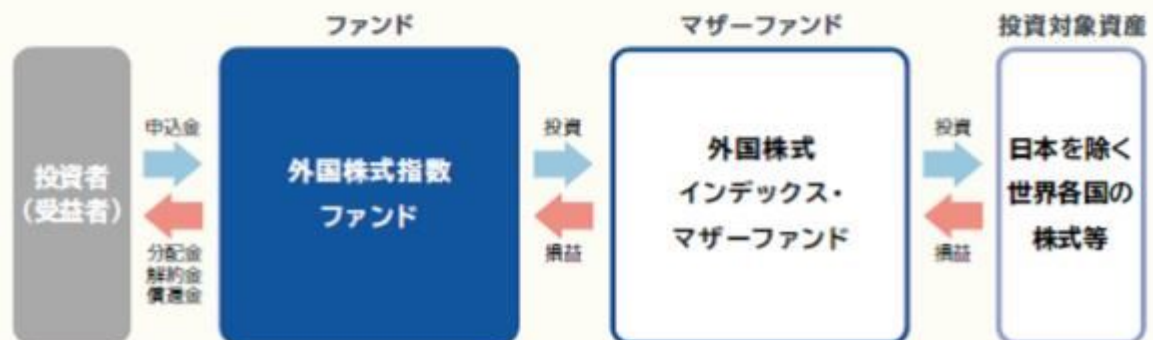 ファンド
マザーファンド
投資対象資産
投資者
(受益者)
申込金
分配金
解約金
償還金
外国株式指数
ファンド
投資
損益
外国株式
インデックス・
マザーファンド
投資
損益
日本を除く
世界各国の
株式等